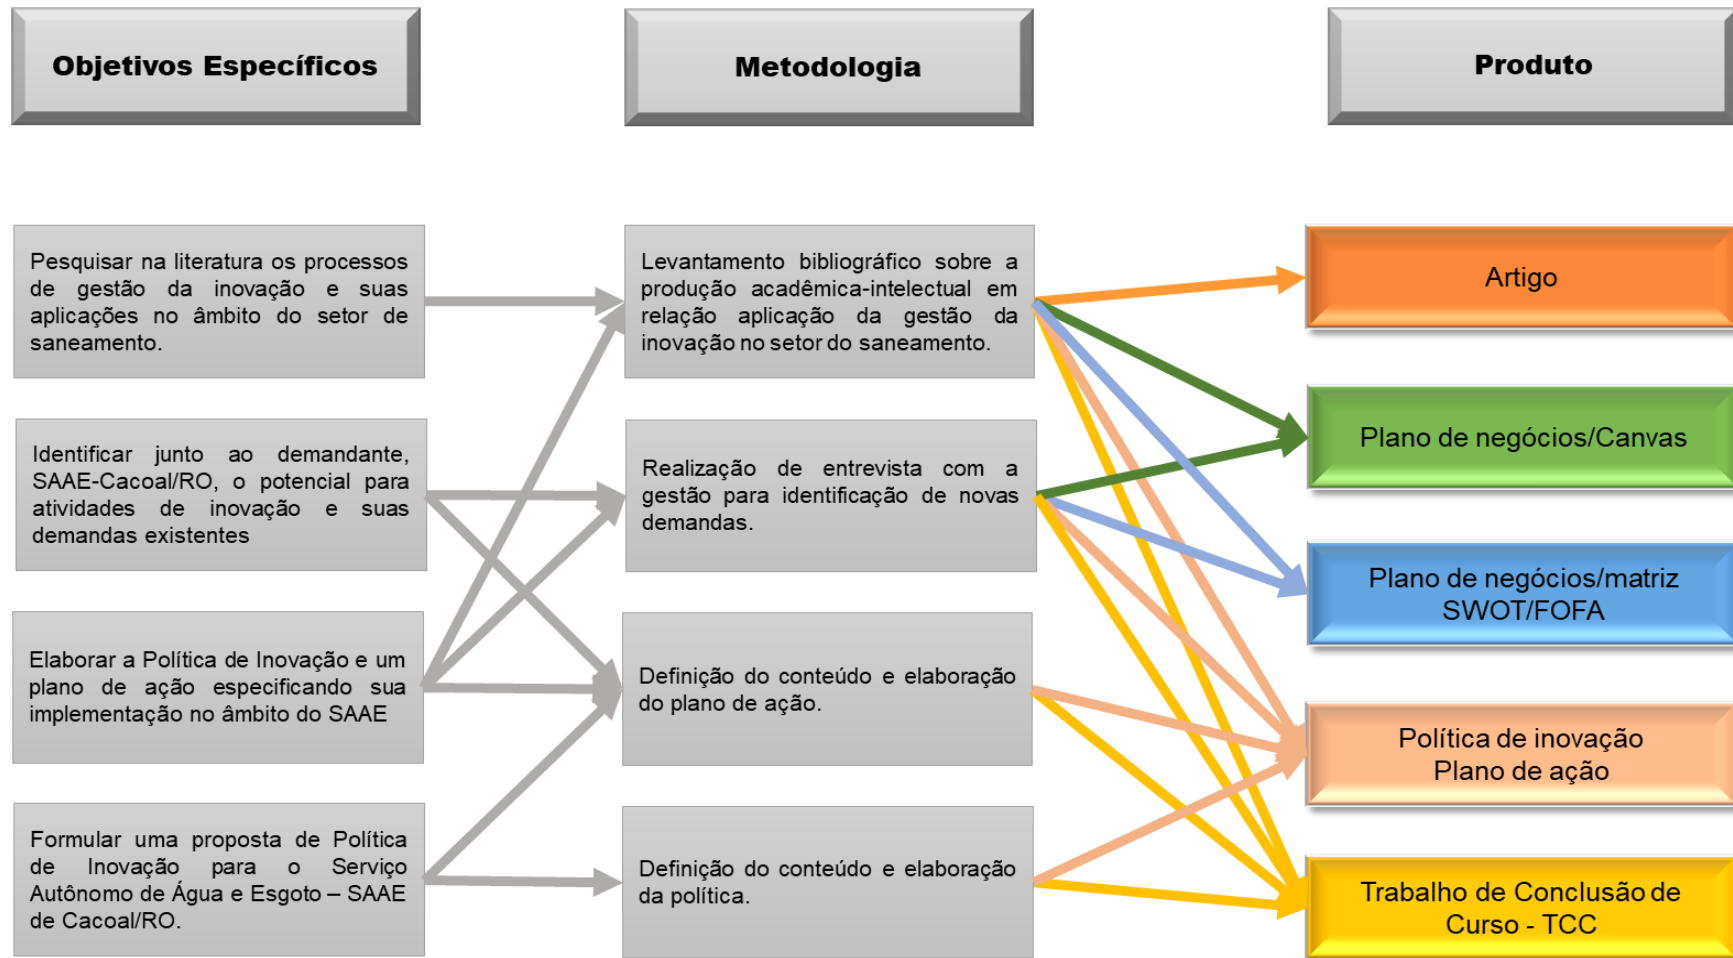 Objetivos Específicos
Metodologia
Produto
Pesquisar na literatura os processos
de gestão da inovação e suas
aplicações no âmbito do setor de
saneamento.
Levantamento bibliográfico sobre a
produção acadêmica-intelectual em
relação aplicação da gestão da
inovação no setor do saneamento.
Artigo
Identificar junto ao demandante,
SAAE-Cacoal/RO, o potencial para
atividades de inovação e suas
demandas existentes
Realização de entrevista com a
gestão para identificação de novas
demandas.
Plano de negócios/Canvas
Plano de negócios/matriz
SWOT/FOFA
Elaborar a Política de Inovação e um
plano de ação especificando sua
implementação no âmbito do SAAE
Definição do conteúdo e elaboração
do plano de ação.
Política de inovação
Plano de ação
Formular uma proposta de Política
de Inovação para o Serviço
Autônomo de Água e Esgoto – SAAE
de Cacoal/RO.
Definição do conteúdo e elaboração
da política.
Trabalho de Conclusão de
Curso - TCC